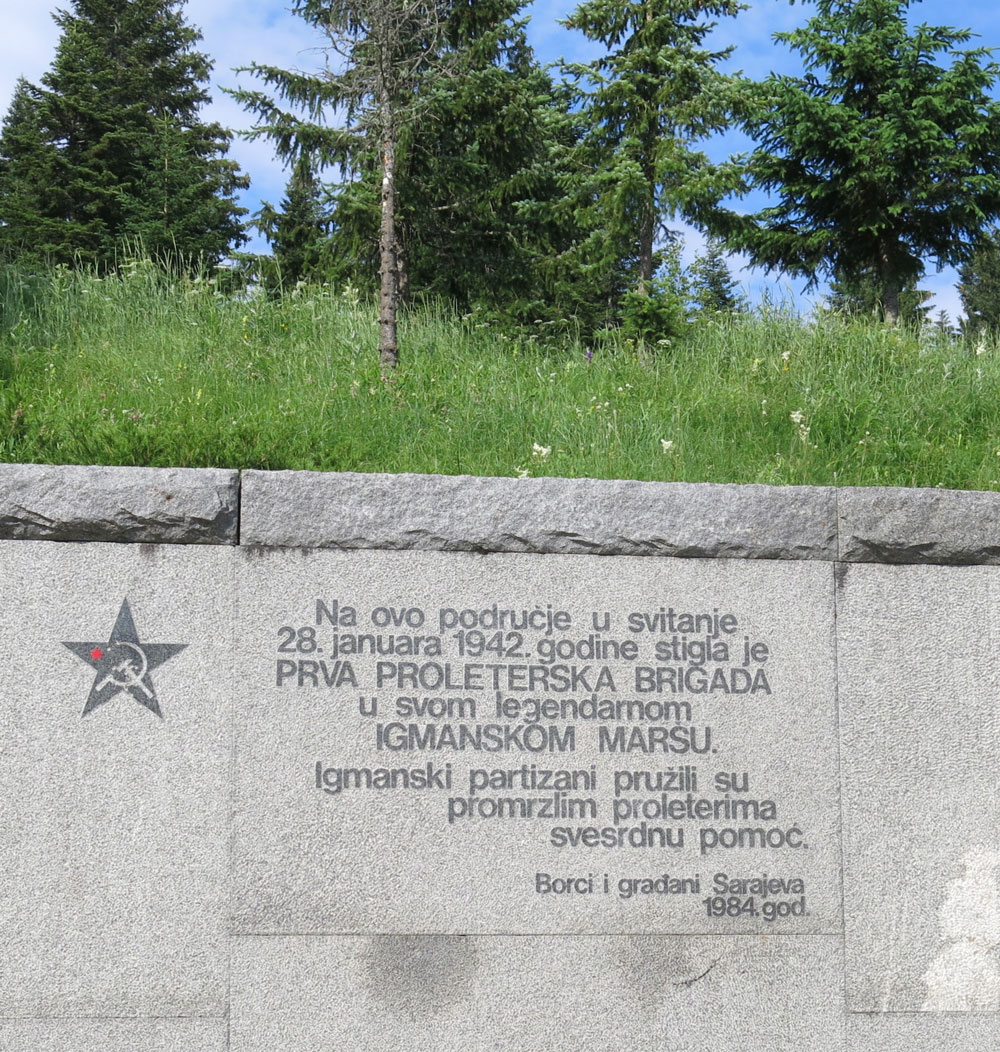 Na ovo područje u svitanje
28. januara 1942. godine stigla je
PRVA PROLETERSKA BRIGADA
u svom legendarnom
IGMANSKOM MARŠU.
Igmanski partizani pružili su
promrzlim proleterima
svesrdnu pomoć.
Borci i građani Sarajeva
1984. god.